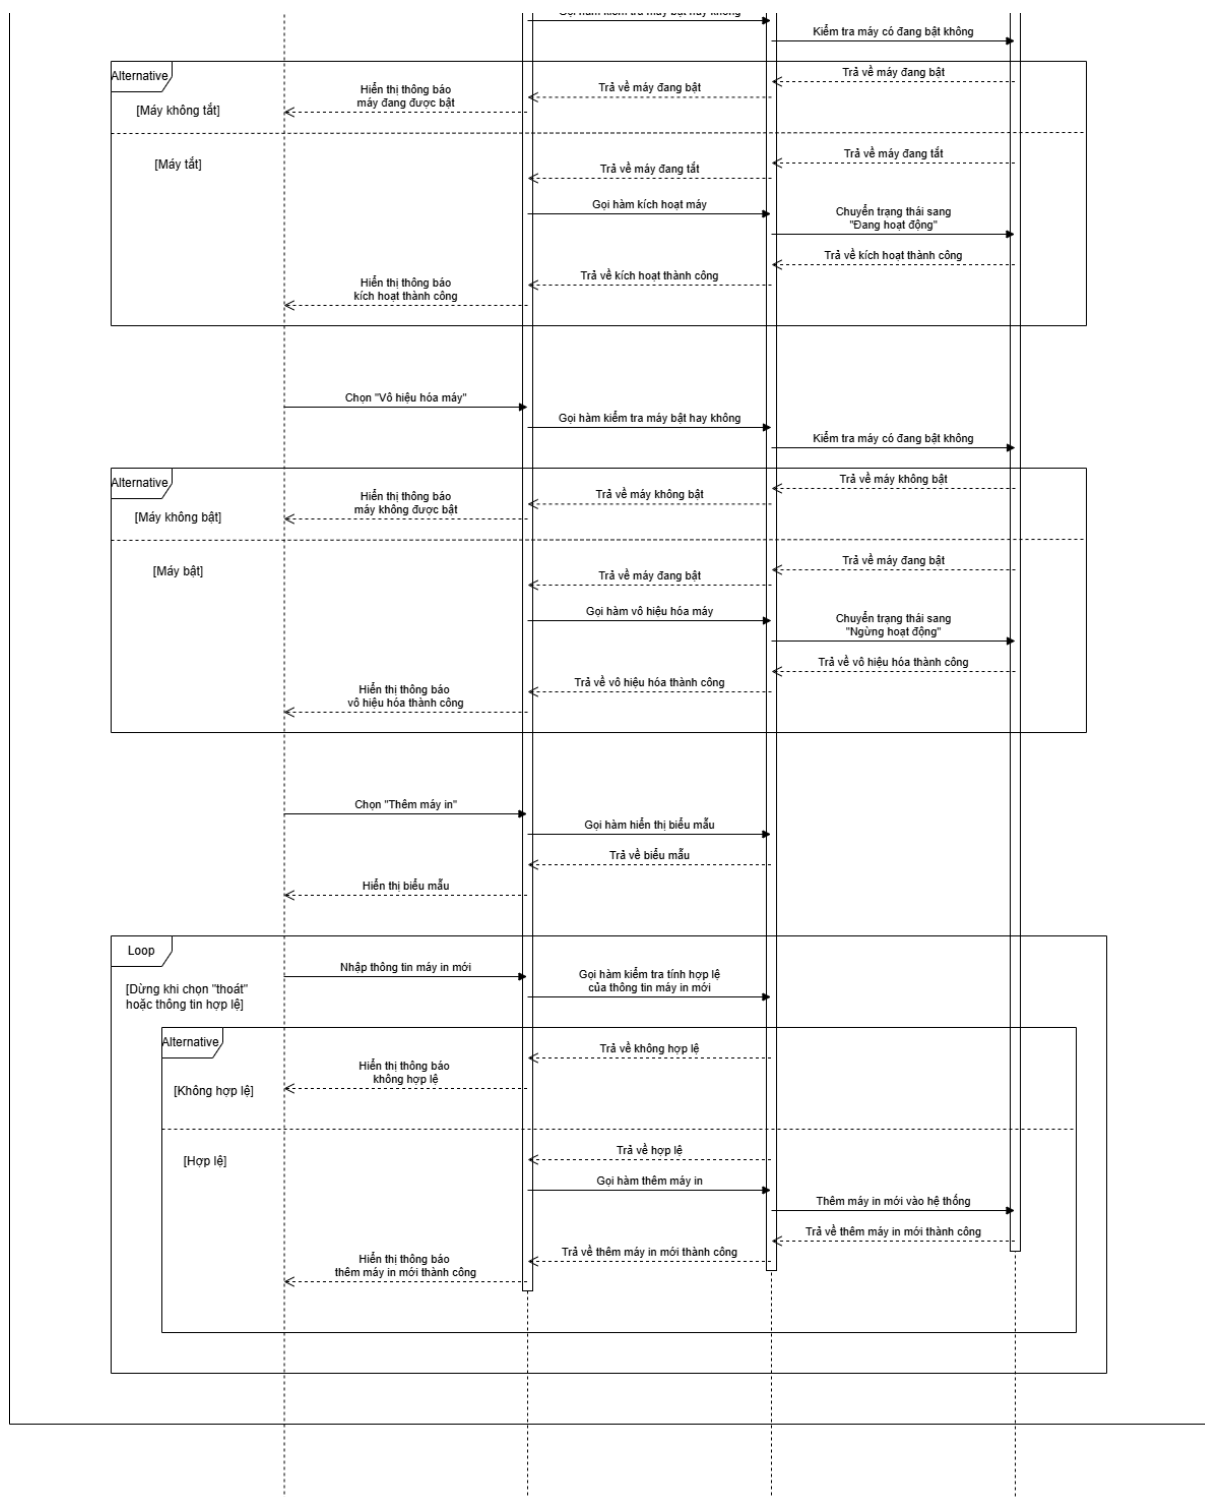 Gọi hàm kiểm tra máy bật hay không
Kiểm tra máy có đang bật không
Alternative
Trả về máy đang bật
Trả về máy đang bật
Hiển thị thông báo
máy đang được bật
[Máy không tắt]
Trả về máy đang tắt
[Máy tắt]
Trả về máy đang tắt
Gọi hàm kích hoạt máy
Chuyển trạng thái sang
"Đang hoạt động"
Trả về kích hoạt thành công
Trả về kích hoạt thành công
Hiển thị thông báo
kích hoạt thành công
Chọn "Vô hiệu hóa máy"
Gọi hàm kiểm tra máy bật hay không
Kiểm tra máy có đang bật không
Alternative
Trả về máy không bật
Trả về máy không bật
Hiển thị thông báo
máy không được bật
[Máy không bật]
Trả về máy đang bật
[Máy bật]
Trả về máy đang bật
Gọi hàm vô hiệu hóa máy
Chuyển trạng thái sang
"Ngừng hoạt động"
Trả về vô hiệu hóa thành công
Trả về vô hiệu hóa thành công
Hiển thị thông báo
vô hiệu hóa thành công
Chọn "Thêm máy in"
Gọi hàm hiển thị biểu mẫu
Trả về biểu mẫu
Hiển thị biểu mẫu
Loop
Nhập thông tin máy in mới
Gọi hàm kiểm tra tính hợp lệ
của thông tin máy in mới
[Dừng khi chọn "thoát"
hoặc thông tin hợp lệ]
Alternative
Trả về không hợp lệ
Hiển thị thông báo
không hợp lệ
[Không hợp lệ]
Trả về hợp lệ
[Hợp lệ]
Gọi hàm thêm máy in
Thêm máy in mới vào hệ thống
Trả về thêm máy in mới thành công
Trả về thêm máy in mới thành công
Hiển thị thông báo
thêm máy in mới thành công